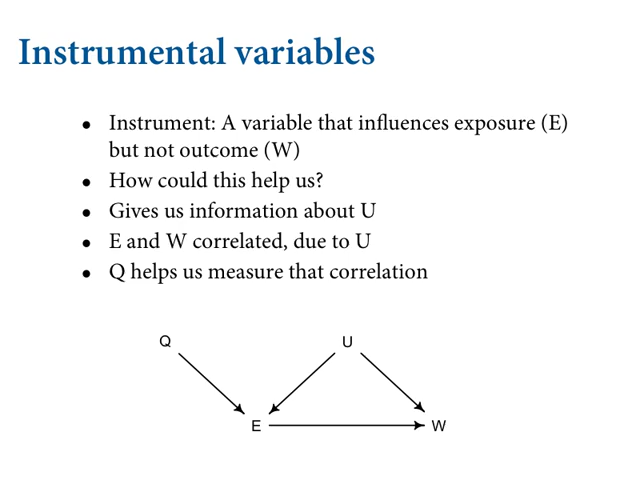 Instrumental variables
• Instrument: A variable that influences exposure (E)
but not outcome (W)
• How could this help us?
• Gives us information about U
• E and W correlated, due to U
• Q helps us measure that correlation
Q U
E W